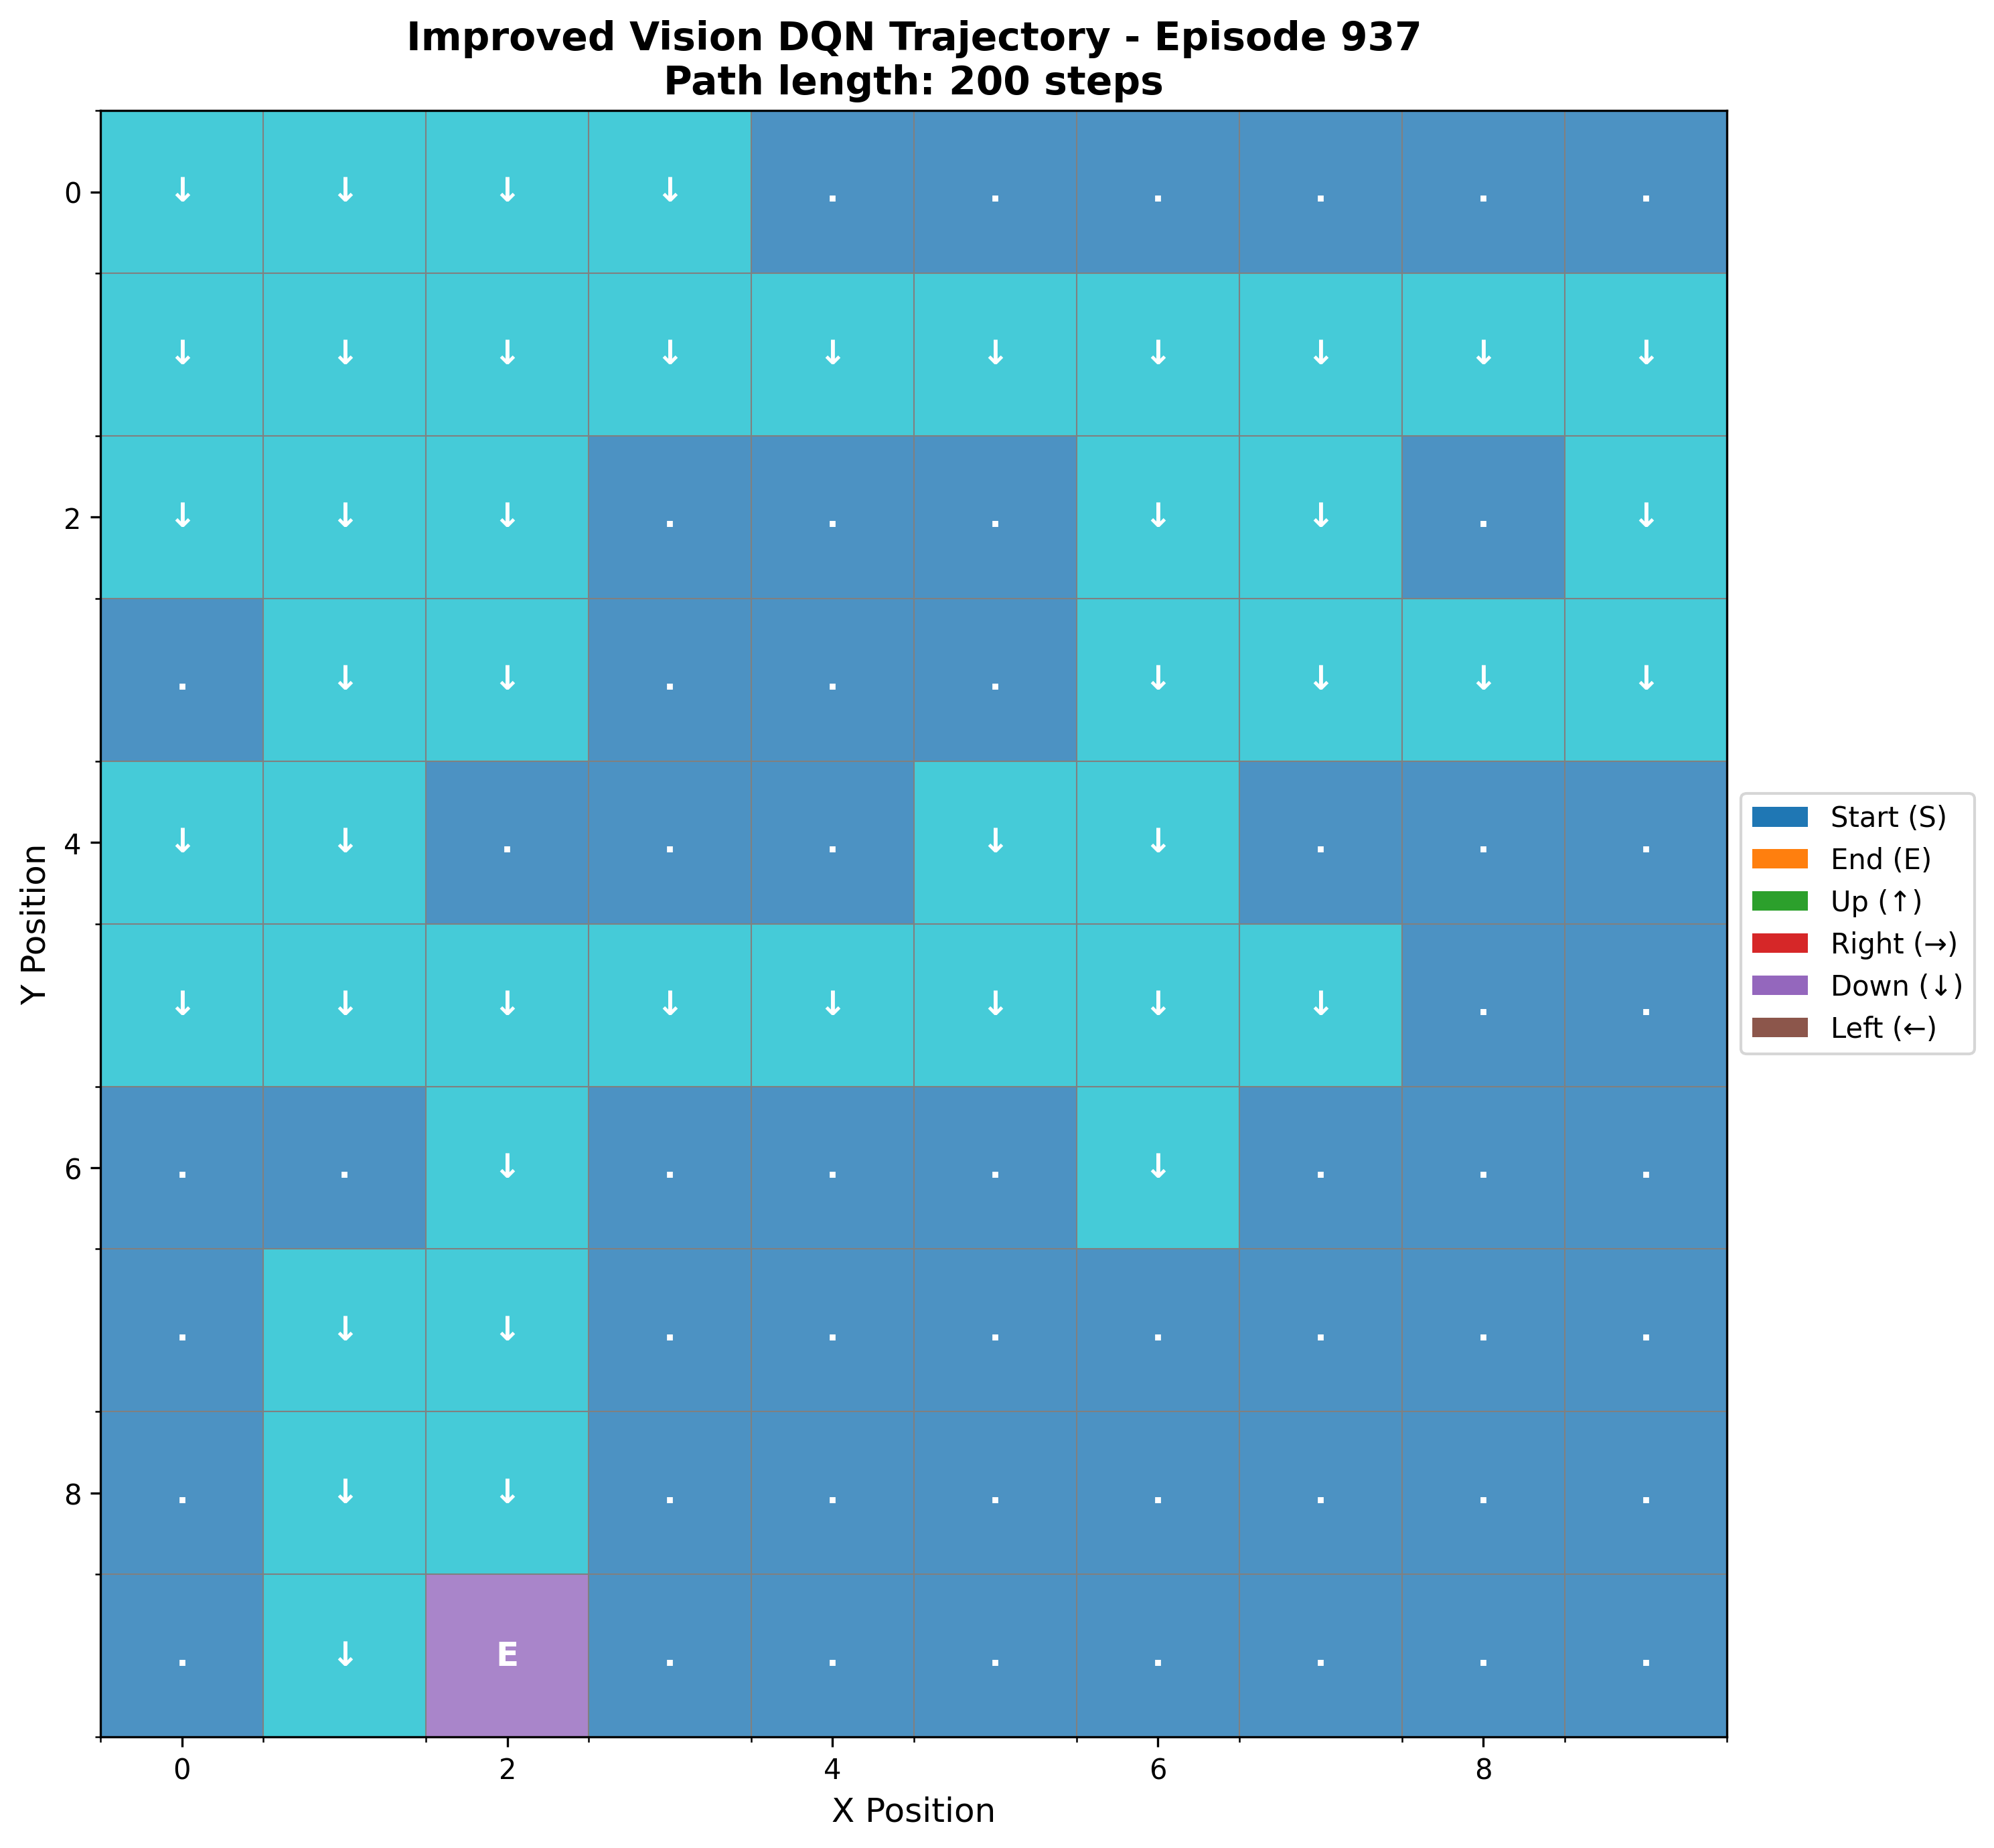 Improved Vision DQN Trajectory - Episode 937
Path length: 200 steps
Y Position
0 ↓ ↓ ↓ ↓ . . . . . .
↓ ↓ ↓ ↓ ↓ ↓ ↓ ↓ ↓ ↓
2 ↓ ↓ ↓ . . . ↓ ↓ . ↓
. ↓ ↓ . . . ↓ ↓ ↓ ↓
4 ↓ ↓ . . . ↓ ↓ . . .
↓ ↓ ↓ ↓ ↓ ↓ ↓ ↓ . .
6 . . ↓ . . . ↓ . . .
. ↓ ↓ . . . . . . .
8 . ↓ ↓ . . . . . . .
. ↓ E . . . . . . .
0 2 4 6 8
X Position
Start (S)
End (E)
Up (↑)
Right (→)
Down (↓)
Left (←)